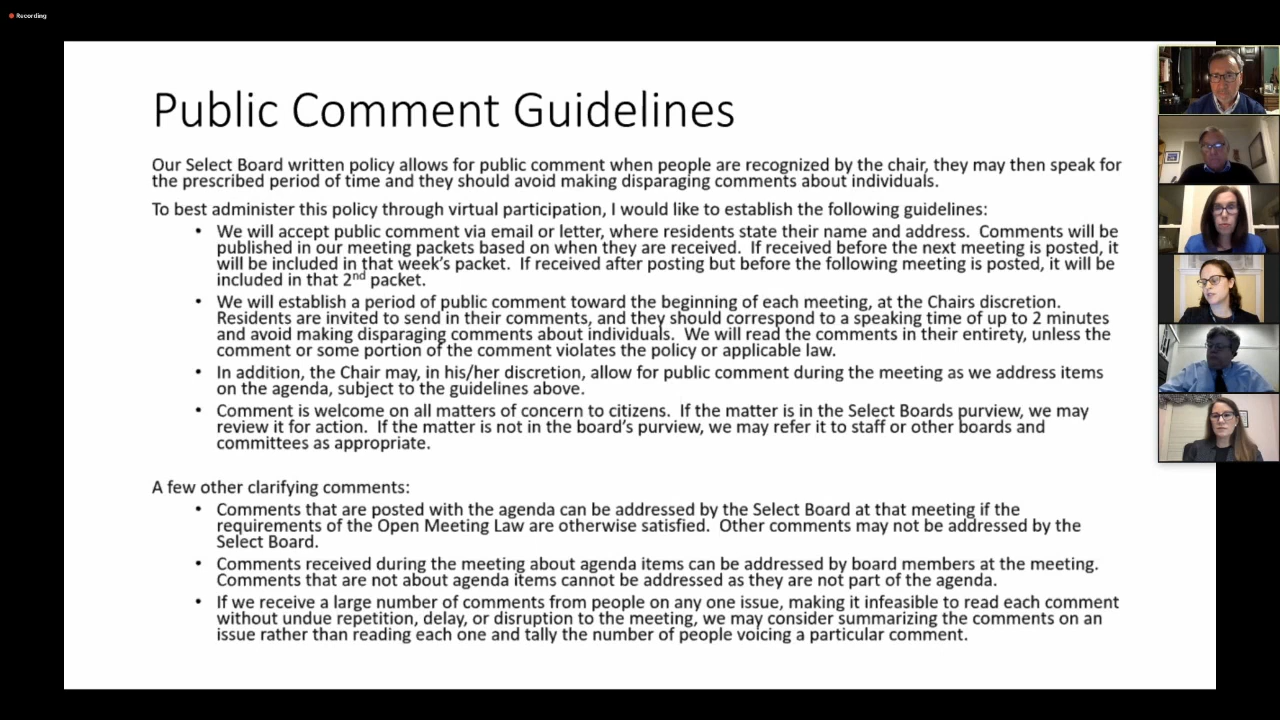 Recording
Public Comment Guidelines
Our Select Board written policy allows for public comment when people are recognized by the chair, they may then speak for
the prescribed period of time and they should avoid making disparaging comments about individuals.
To best administer this policy through virtual participation, I would like to establish the following guidelines:
• We will accept public comment via email or letter, where residents state their name and address.  Comments will be
published in our meeting packets based on when they are received.  If received before the next meeting is posted, it
will be included in that week's packet.  If received after posting but before the following meeting is posted, it will be
included in that 2nd packet.
• We will establish a period of public comment toward the beginning of each meeting, at the Chairs discretion.
Residents are invited to send in their comments, and they should correspond to a speaking time of up to 2 minutes
and avoid making disparaging comments about individuals.  We will read the comments in their entirety, unless the
comment or some portion of the comment violates the policy or applicable law.
• In addition, the Chair may, in his/her discretion, allow for public comment during the meeting as we address items
on the agenda, subject to the guidelines above.
• Comment is welcome on all matters of concern to citizens.  If the matter is in the Select Boards purview, we may
review it for action.  If the matter is not in the board's purview, we may refer it to staff or other boards and
committees as appropriate.
A few other clarifying comments:
• Comments that are posted with the agenda can be addressed by the Select Board at that meeting if the
requirements of the Open Meeting Law are otherwise satisfied.  Other comments may not be addressed by the
Select Board.
• Comments received during the meeting about agenda items can be addressed by board members at the meeting.
Comments that are not about agenda items cannot be addressed as they are not part of the agenda.
• If we receive a large number of comments from people on any one issue, making it infeasible to read each comment
without undue repetition, delay, or disruption to the meeting, we may consider summarizing the comments on an
issue rather than reading each one and tally the number of people voicing a particular comment.